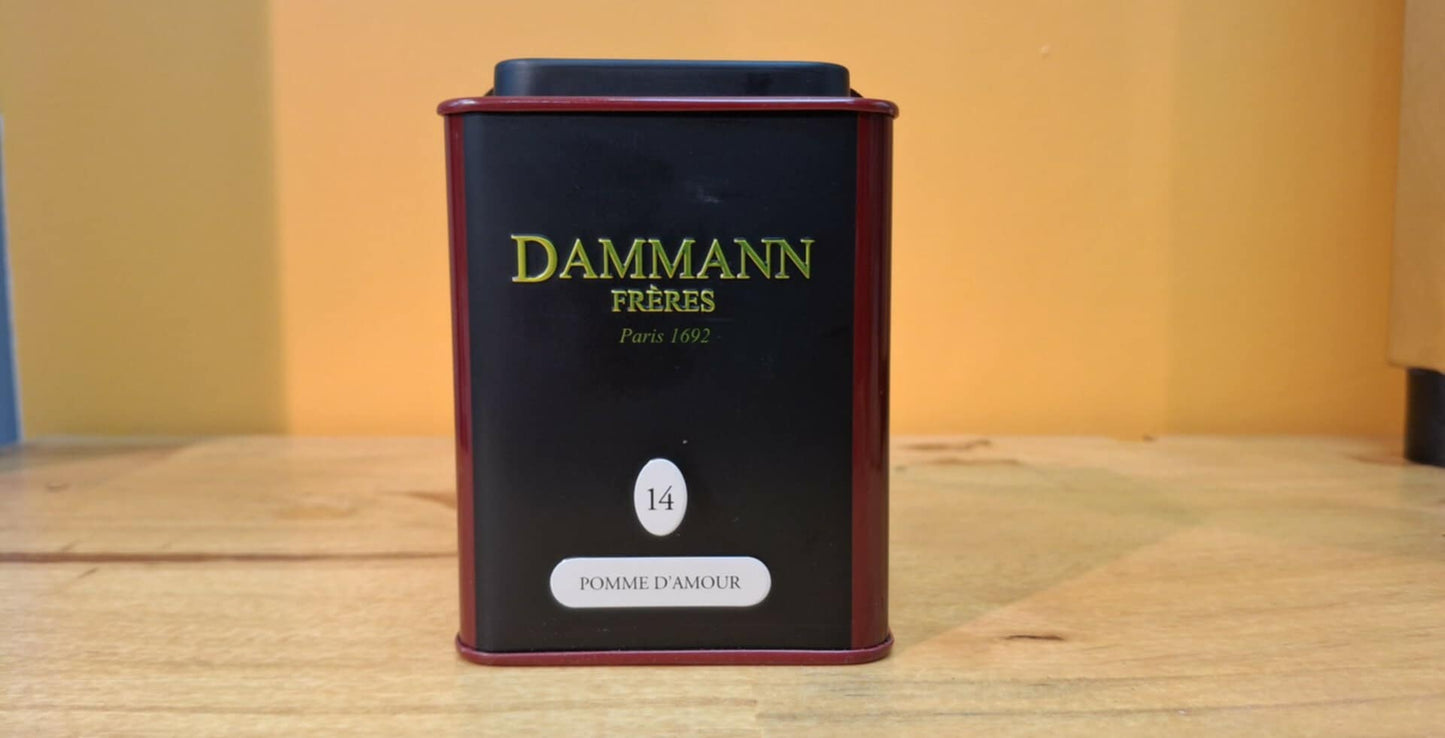 DAMMANN
FRÈRES
Paris 1692
14
POMME D'AMOUR